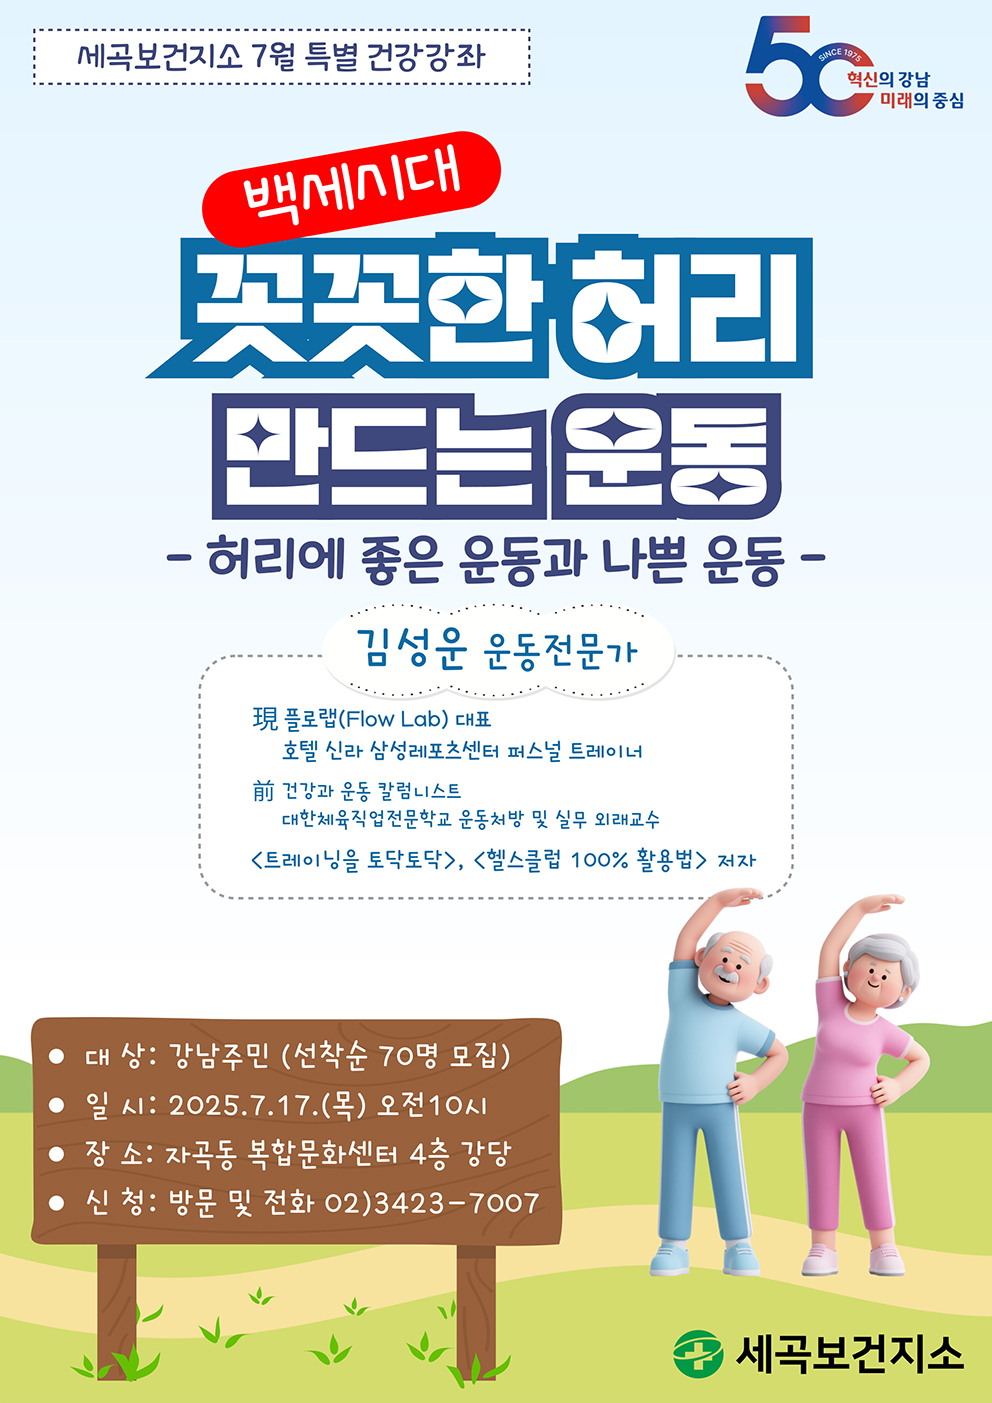 세곡보건지소 7월 특별 건강강좌
50
SINCE 1975
혁신의 강남
미래의 중심
백세시대
꼿꼿한 허리
만드는 운동
- 허리에 좋은 운동과 나쁜 운동 -
김성운 운동전문가
現 플로랩(Flow Lab) 대표
호텔 신라 삼성레포츠센터 퍼스널 트레이너
前 건강과 운동 칼럼니스트
대한체육직업전문학교 운동처방 및 실무 외래교수
<트레이닝을 토닥토닥>, <헬스클럽 100% 활용법> 저자
● 대 상: 강남주민 (선착순 70명 모집)
● 일 시: 2025.7.17.(목) 오전10시
● 장 소: 자곡동 복합문화센터 4층 강당
● 신 청: 방문 및 전화 02)3423-7007
세곡보건지소